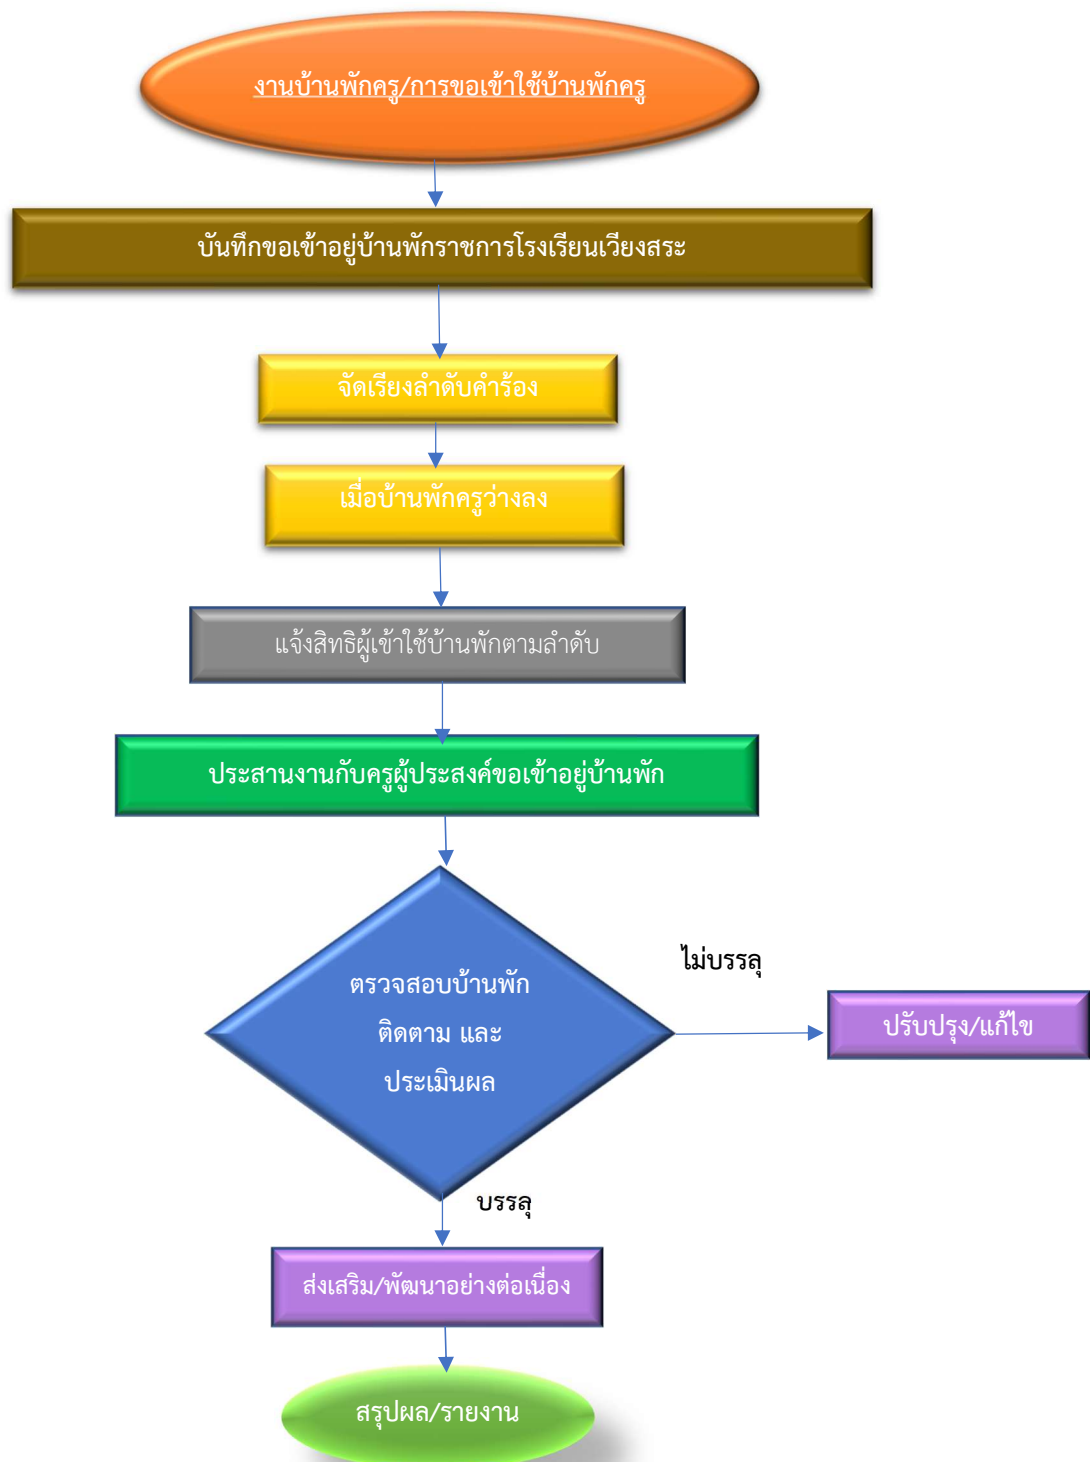 งานบ้านพักครู/การขอเข้าใช้บ้านพักครู
บันทึกขอเข้าอยู่บ้านพักราชการโรงเรียนเวียงสระ
จัดเรียงลำดับคำร้อง
เมื่อบ้านพักครูว่างลง
แจ้งสิทธิผู้เข้าใช้บ้านพักตามลำดับ
ประสานงานกับครูผู้ประสงค์ขอเข้าอยู่บ้านพัก
ไม่บรรลุ
ตรวจสอบบ้านพัก
ติดตาม และ
ประเมินผล
ปรับปรุง/แก้ไข
บรรลุ
ส่งเสริม/พัฒนาอย่างต่อเนื่อง
สรุปผล/รายงาน